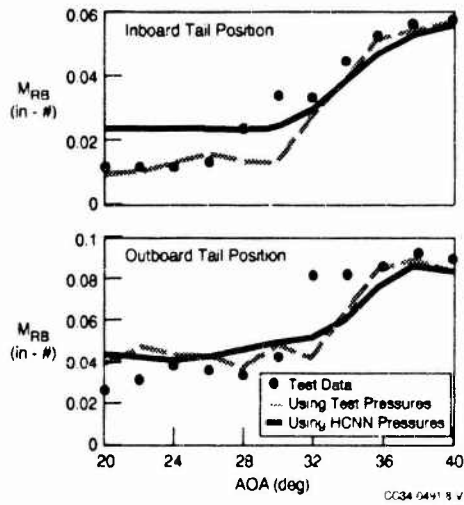 0.06
Inboard Tail Position
0.04
M_RB
(in - #)
0.02
0
0.1
Outboard Tail Position
0.08
M_RB
(in - #)
0.06
0.04
0.02
0
Test Data
Using Test Pressures
Using HCNN Pressures
20 24 28 32 36 40
AOA (deg)